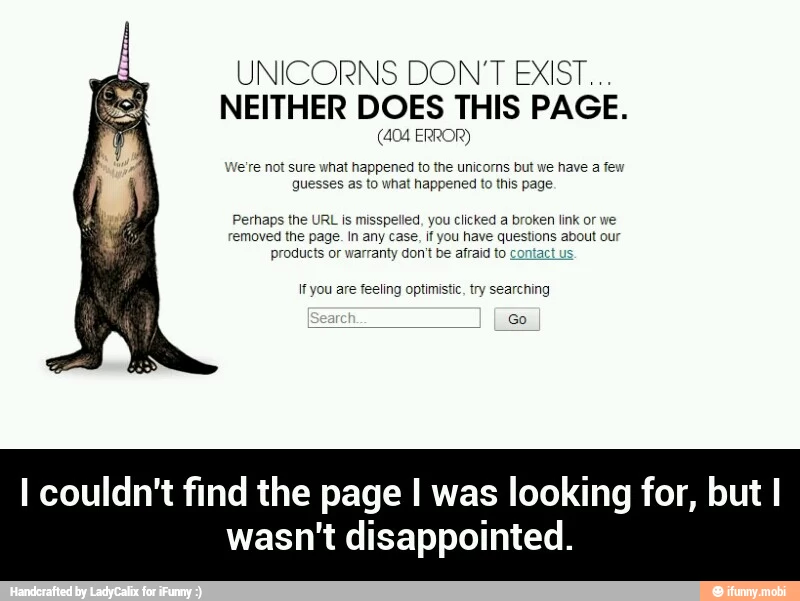 UNICORNS DON'T EXIST...
NEITHER DOES THIS PAGE.
(404 ERROR)
We're not sure what happened to the unicorns but we have a few
guesses as to what happened to this page.
Perhaps the URL is misspelled, you clicked a broken link or we
removed the page. In any case, if you have questions about our
products or warranty don't be afraid to contact us.
If you are feeling optimistic, try searching
Search... Go
I couldn't find the page I was looking for, but I
wasn't disappointed.
Handcrafted by LadyCalix for iFunny :) ifunny.mobi